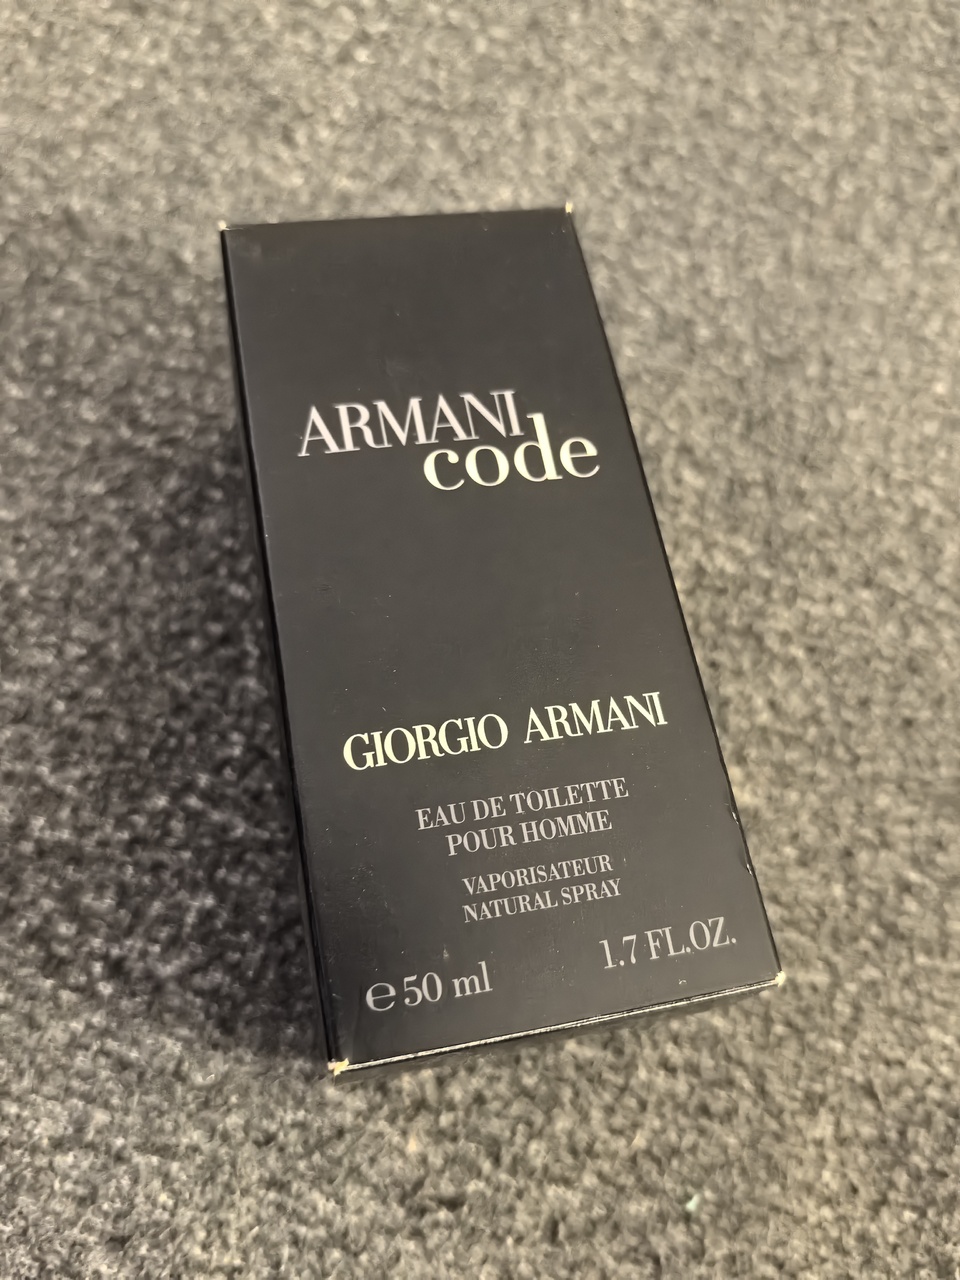 ARMANI
code
GIORGIO ARMANI
EAU DE TOILETTE
POUR HOMME
VAPORISATEUR
NATURAL SPRAY
℮ 50 ml 1.7 FL.OZ.